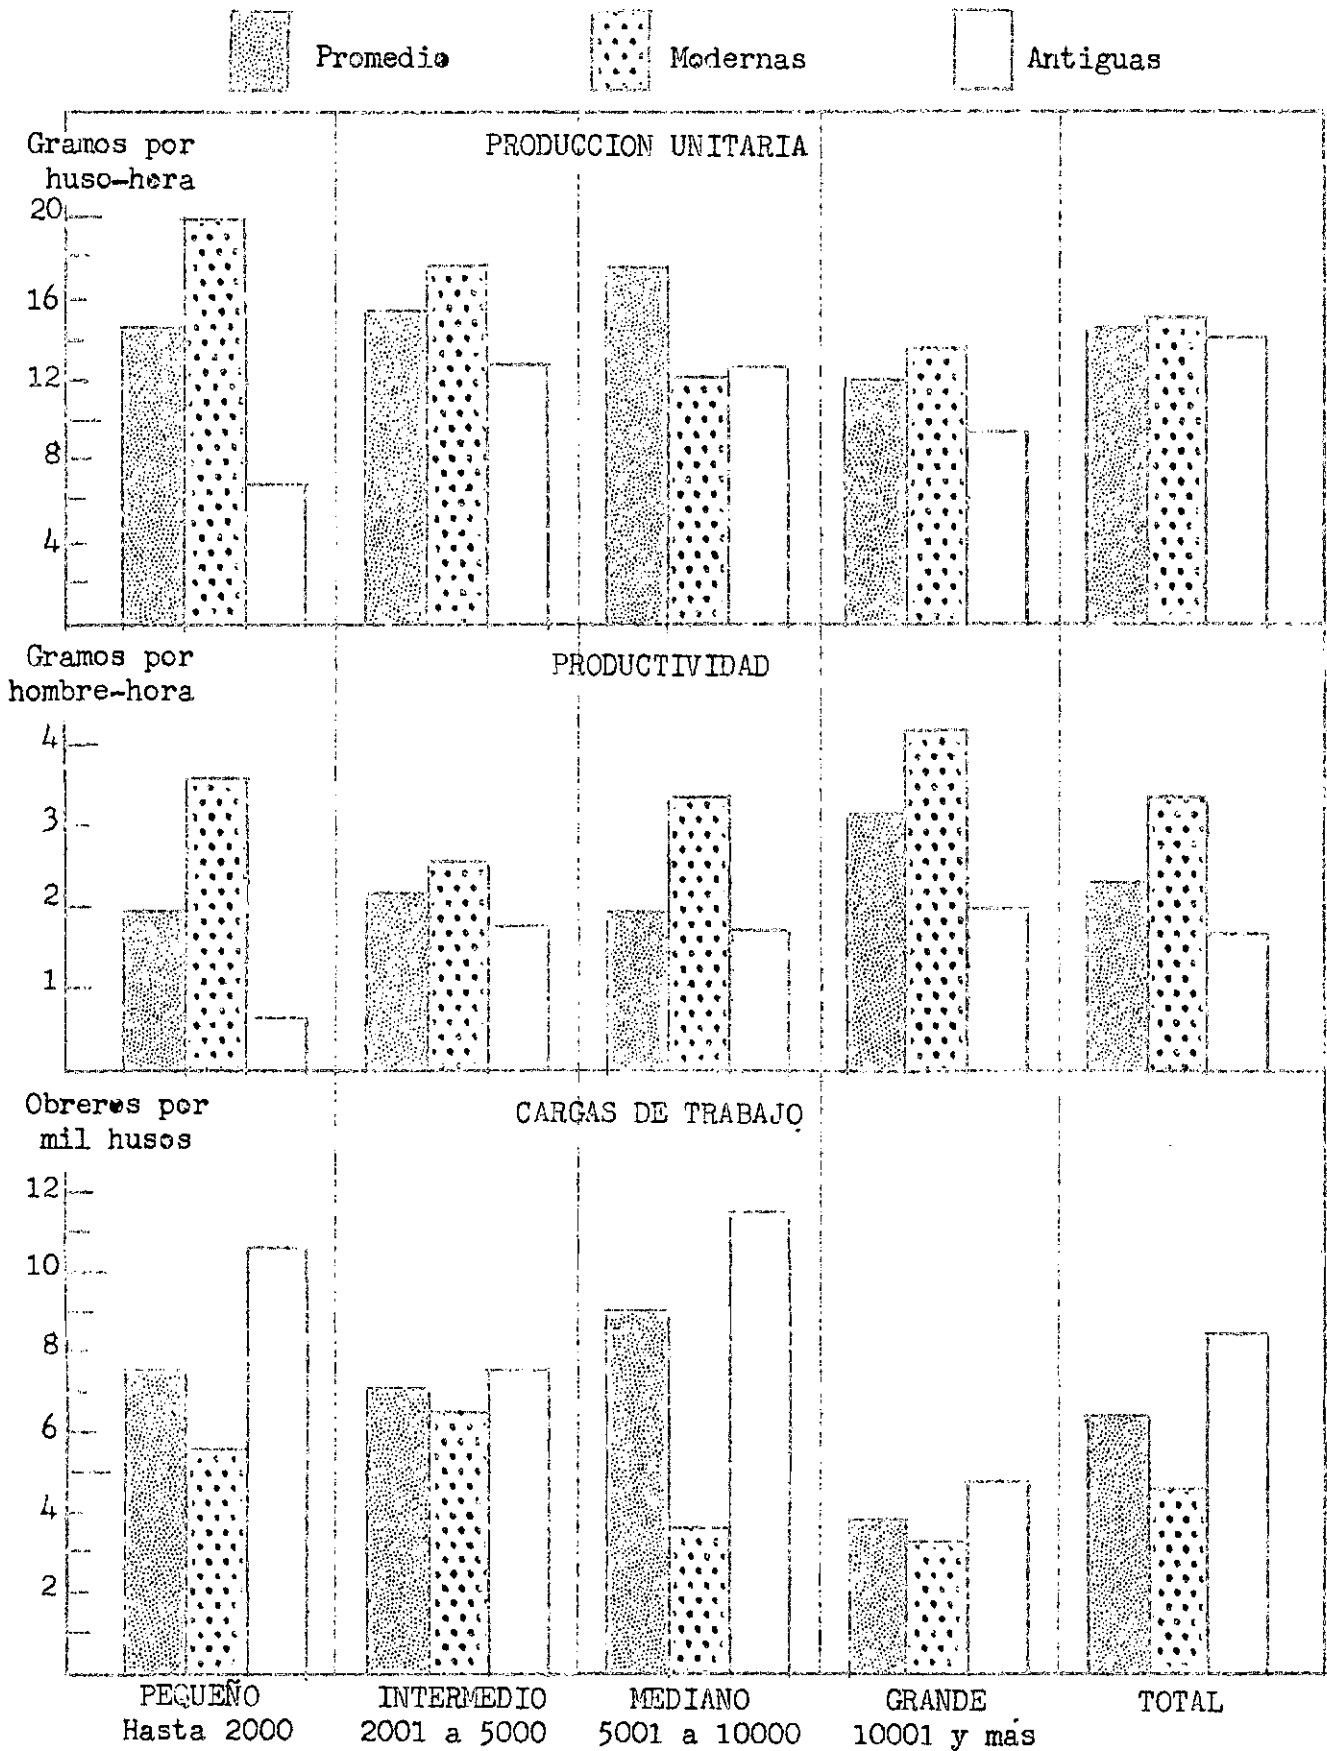 Promedio
Modernas
Antiguas
Gramos por
huso-hora
PRODUCCION UNITARIA
20
16
12
8
4
Gramos por
hombre-hora
PRODUCTIVIDAD
4
3
2
1
Obreros por
mil husos
CARGAS DE TRABAJO
12
10
8
6
4
2
PEQUEÑO
Hasta 2000
INTERMEDIO
2001 a 5000
MEDIANO
5001 a 10000
GRANDE
10001 y más
TOTAL